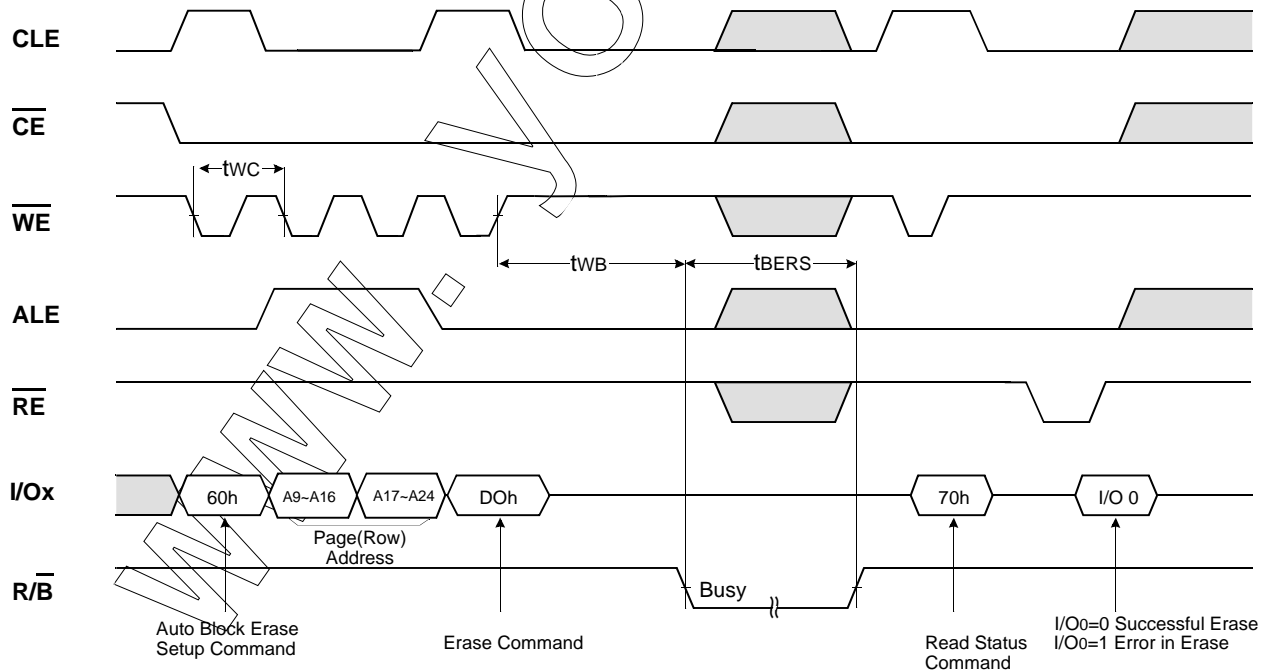 CLE
CE
tWC
WE
tWB
tBERS
ALE
RE
I/Ox
60h
A9~A16
A17~A24
DOh
70h
I/O 0
Page(Row)
Address
R/B
Busy
Auto Block Erase
Setup Command
Erase Command
Read Status
Command
I/O0=0 Successful Erase
I/O0=1 Error in Erase
www.yo